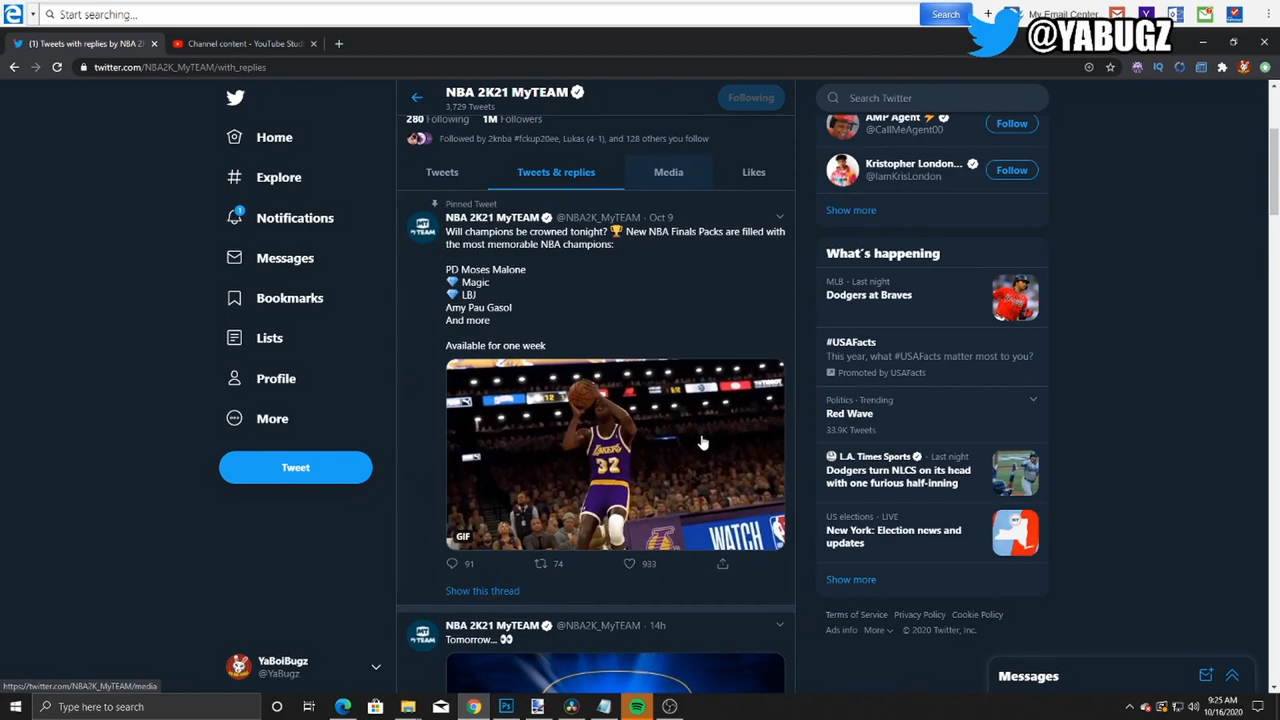 Start searching...
Search
My Email Center
@YABUGZ
(1) Tweets with replies by NBA 2
Channel content - YouTube Stud
twitter.com/NBA2K_MyTEAM/with_replies
NBA 2K21 MyTEAM
3,729 Tweets
Following
Search Twitter
280 Following 1M Followers
Followed by 2knba #fckup20ee, Lukas (4-1), and 128 others you follow
Tweets
Tweets & replies
Media
Likes
Home
Explore
1
Notifications
Messages
Bookmarks
Lists
Profile
More
Tweet
YaBoiBugz
@YaBugz
Pinned Tweet
NBA 2K21 MyTEAM @NBA2K_MyTEAM · Oct 9
Will champions be crowned tonight? 🏆 New NBA Finals Packs are filled with
the most memorable NBA champions:
PD Moses Malone
💎 Magic
💎 LBJ
Amy Pau Gasol
And more
Available for one week
LAKERS
32
WATCH
GIF
91
74
933
Show this thread
NBA 2K21 MyTEAM @NBA2K_MyTEAM · 14h
Tomorrow... 👀
AMP Agent ⚡
@CallMeAgent00
Follow
Kristopher London...
@IamKrisLondon
Follow
Show more
What's happening
MLB · Last night
Dodgers at Braves
#USAFacts
This year, what #USAFacts matter most to you?
Promoted by USAFacts
Politics · Trending
Red Wave
33.9K Tweets
L.A. Times Sports · Last night
Dodgers turn NLCS on its head
with one furious half-inning
US elections · LIVE
New York: Election news and
updates
Show more
Terms of Service Privacy Policy Cookie Policy
Ads info More © 2020 Twitter, Inc.
Messages
https://twitter.com/NBA2K_MyTEAM/media
Type here to search
9:25 AM
10/16/2020